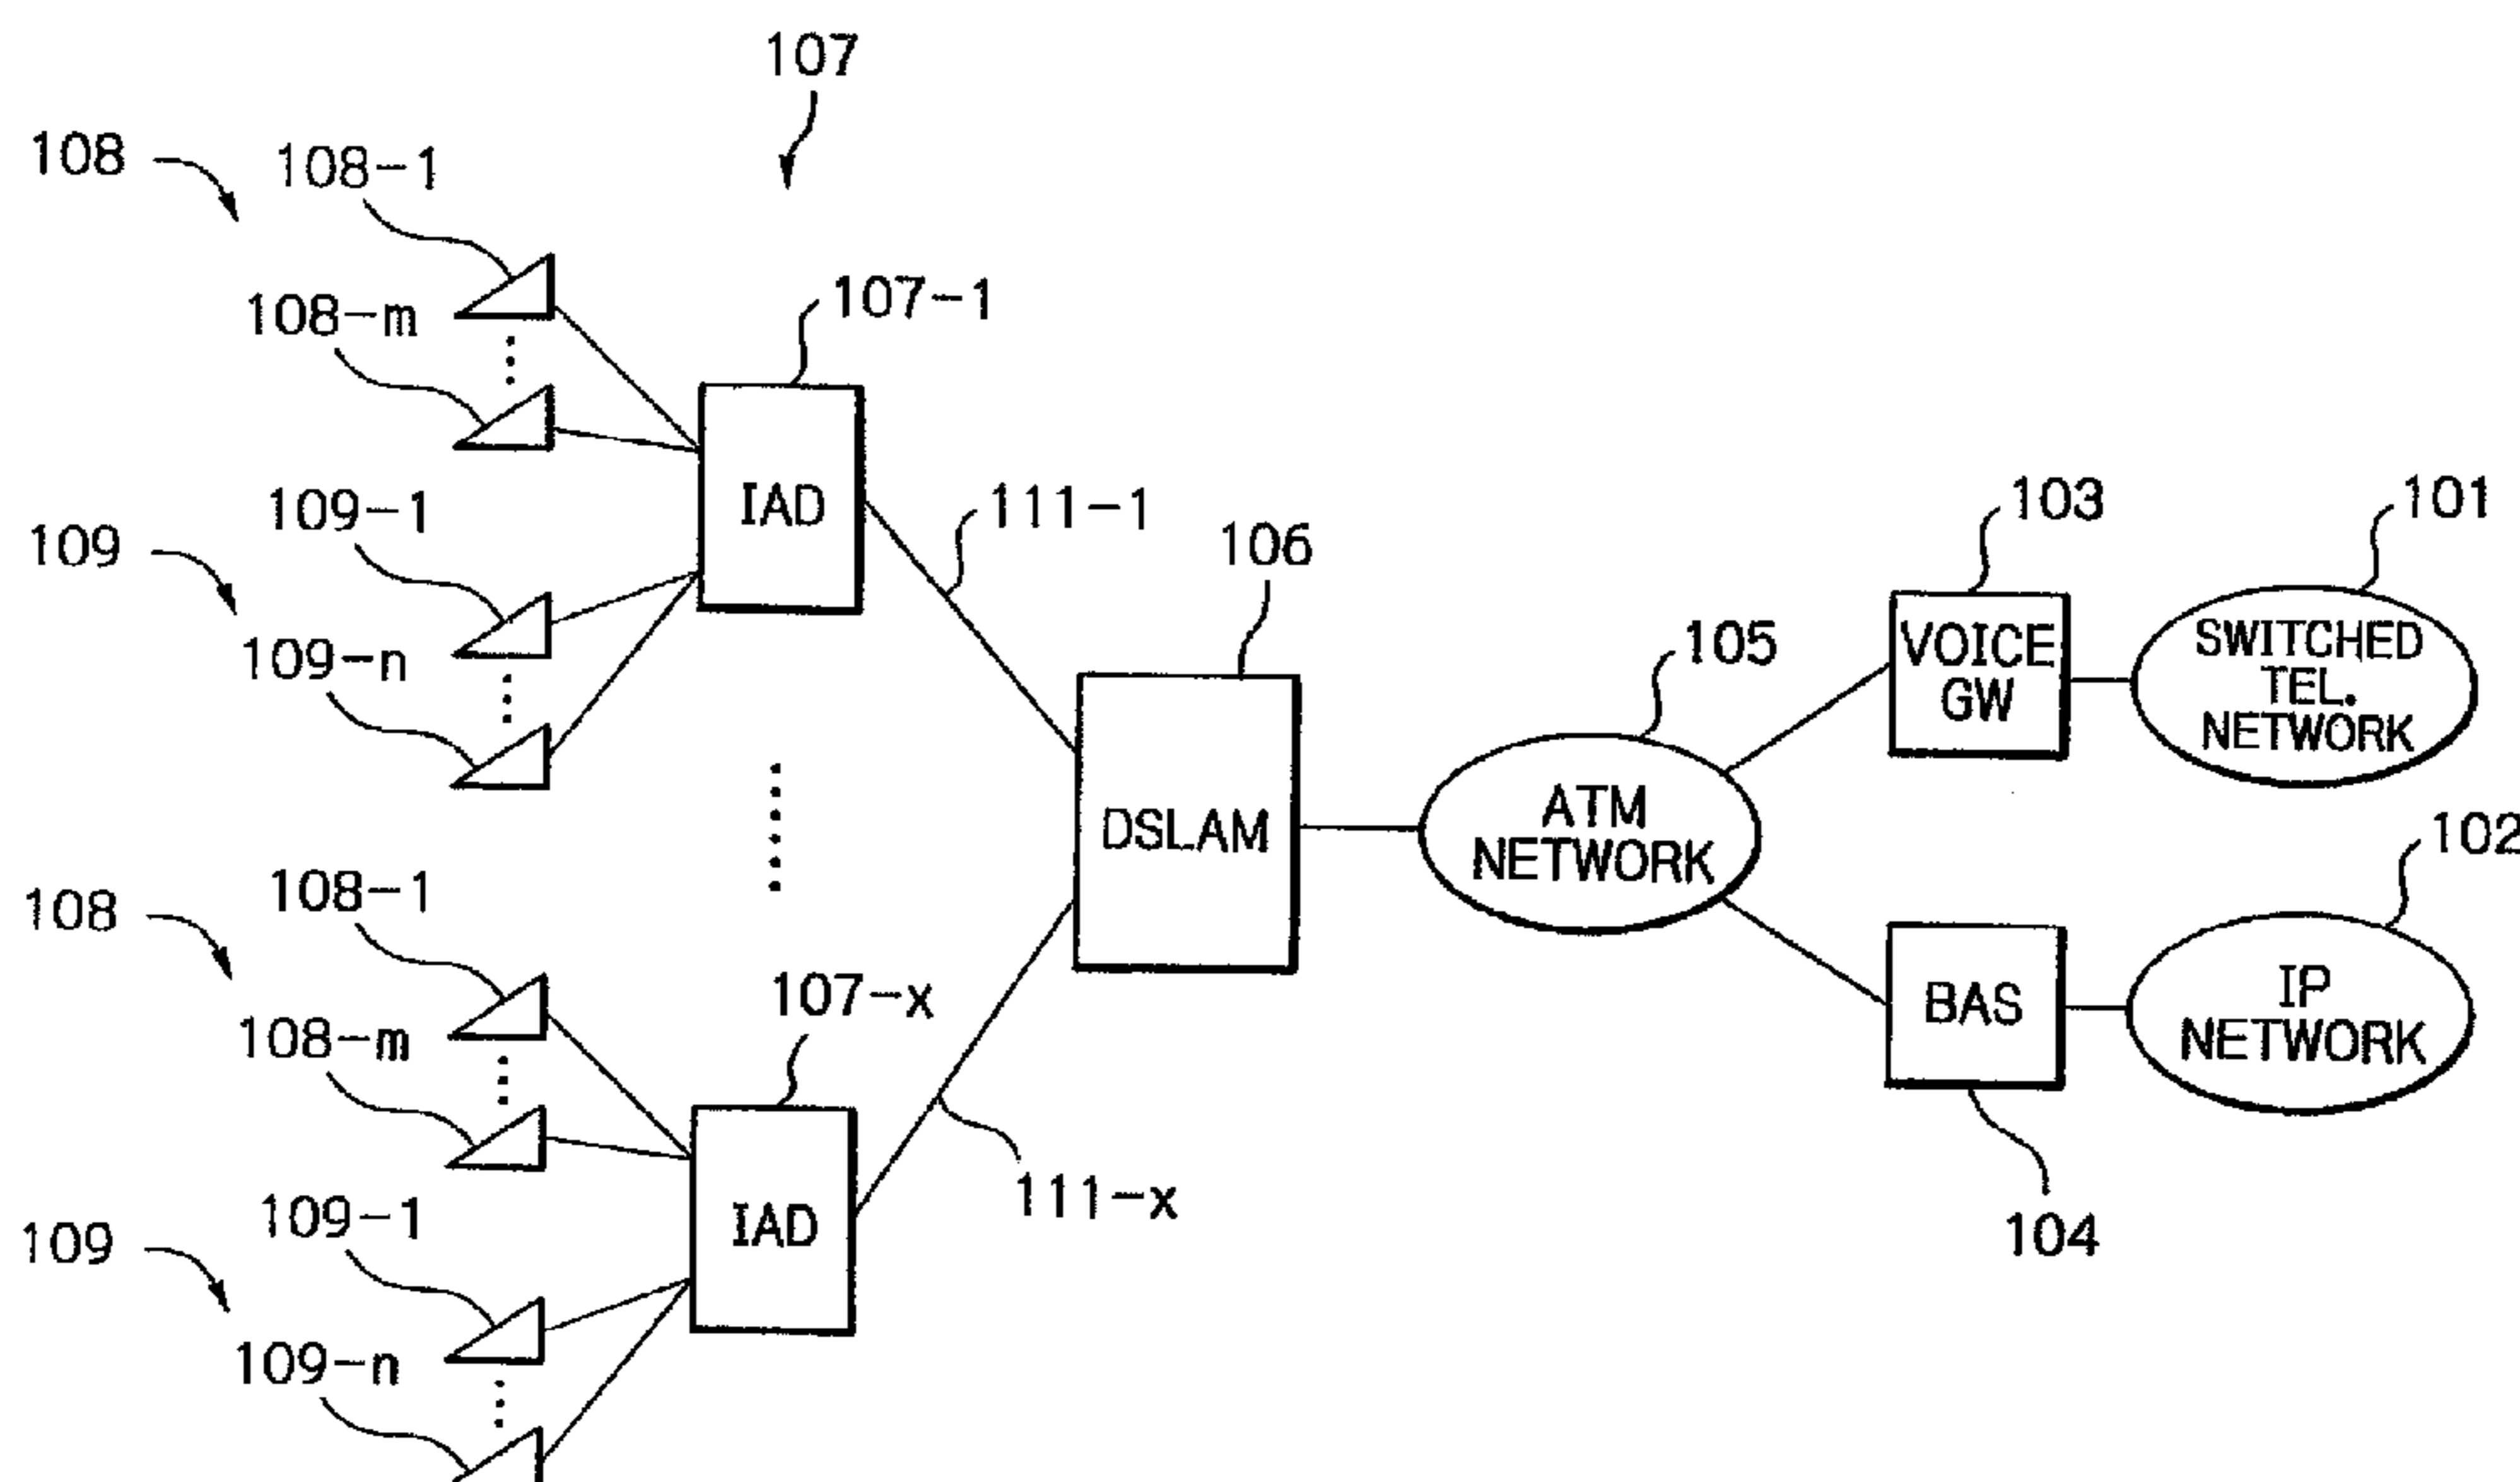 107
108
108-1
108-m
107-1
109
109-1
109-n
IAD
111-1
106
103
101
105
VOICE
GW
SWITCHED
TEL.
NETWORK
DSLAM
ATM
NETWORK
102
108
108-1
108-m
107-x
BAS
IP
NETWORK
109
109-1
109-n
IAD
111-x
104